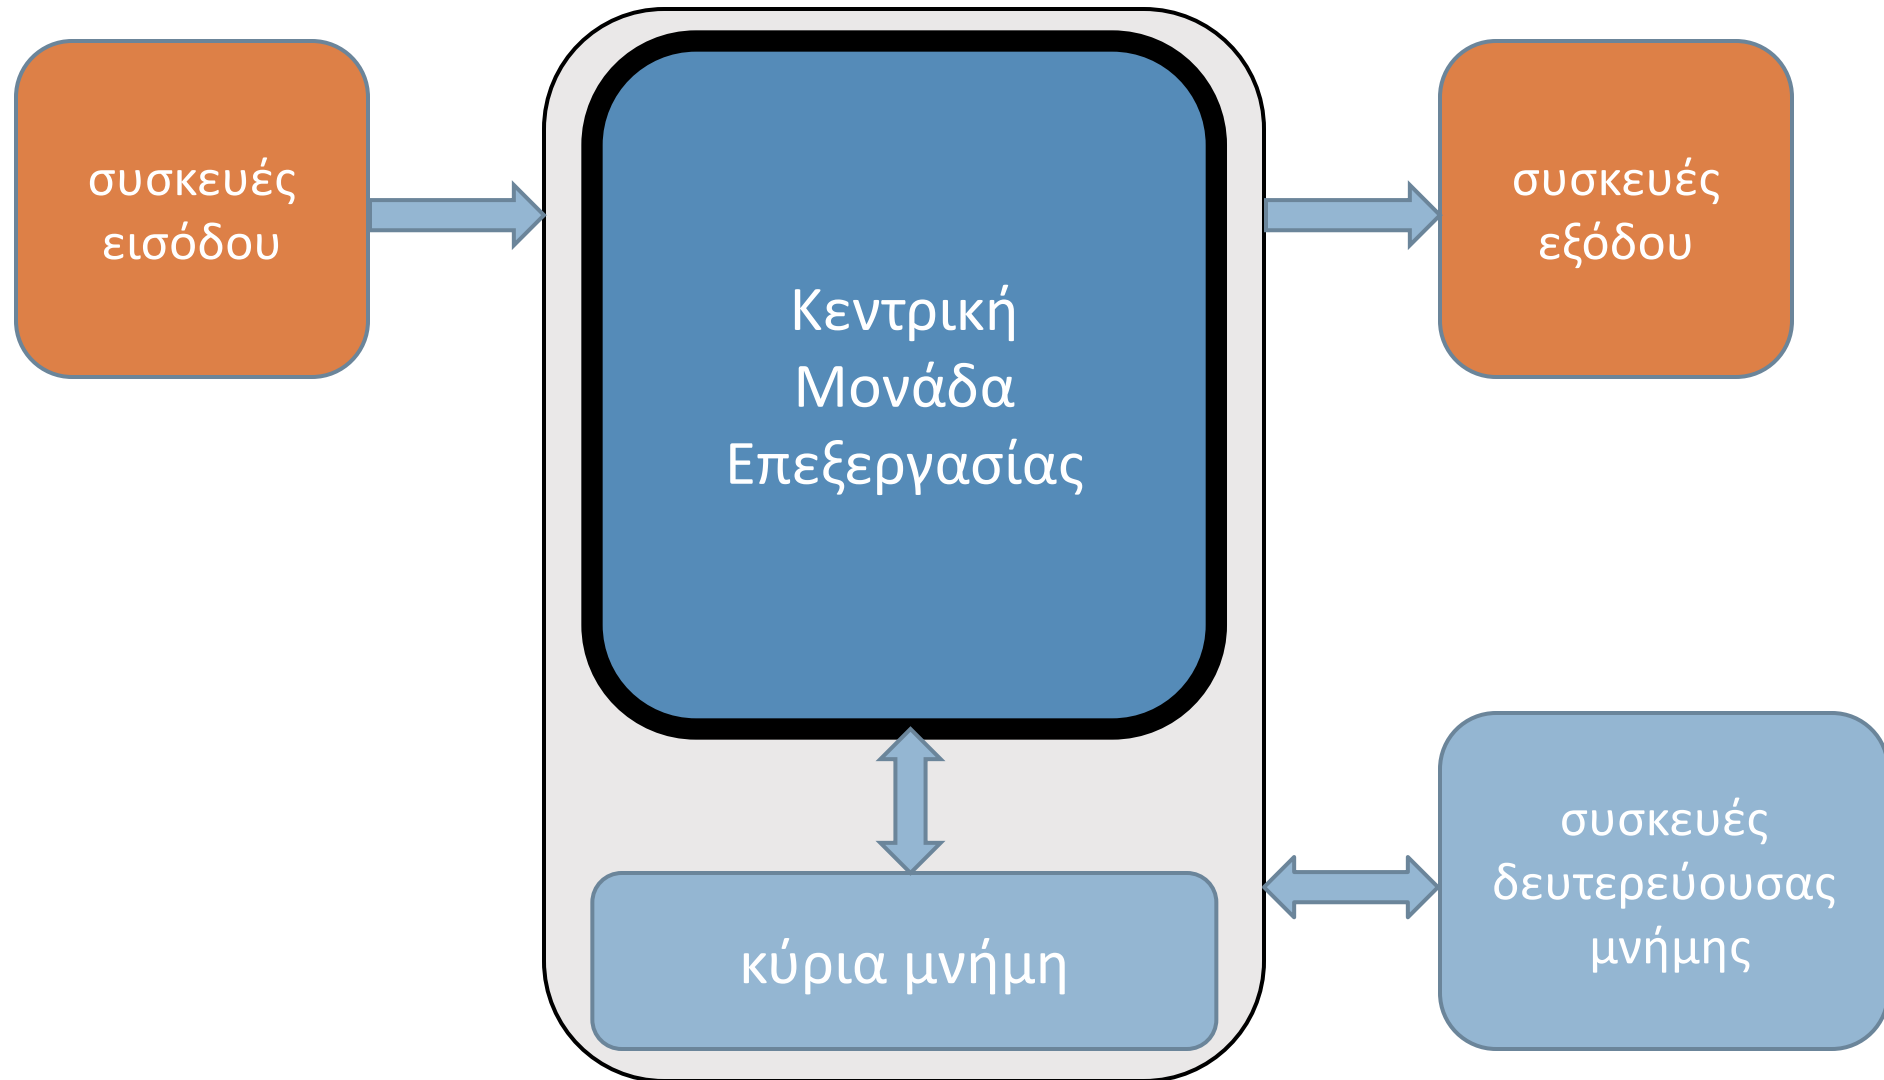 συσκευές
εισόδου
Κεντρική
Μονάδα
Επεξεργασίας
συσκευές
εξόδου
κύρια μνήμη
συσκευές
δευτερεύουσας
μνήμης